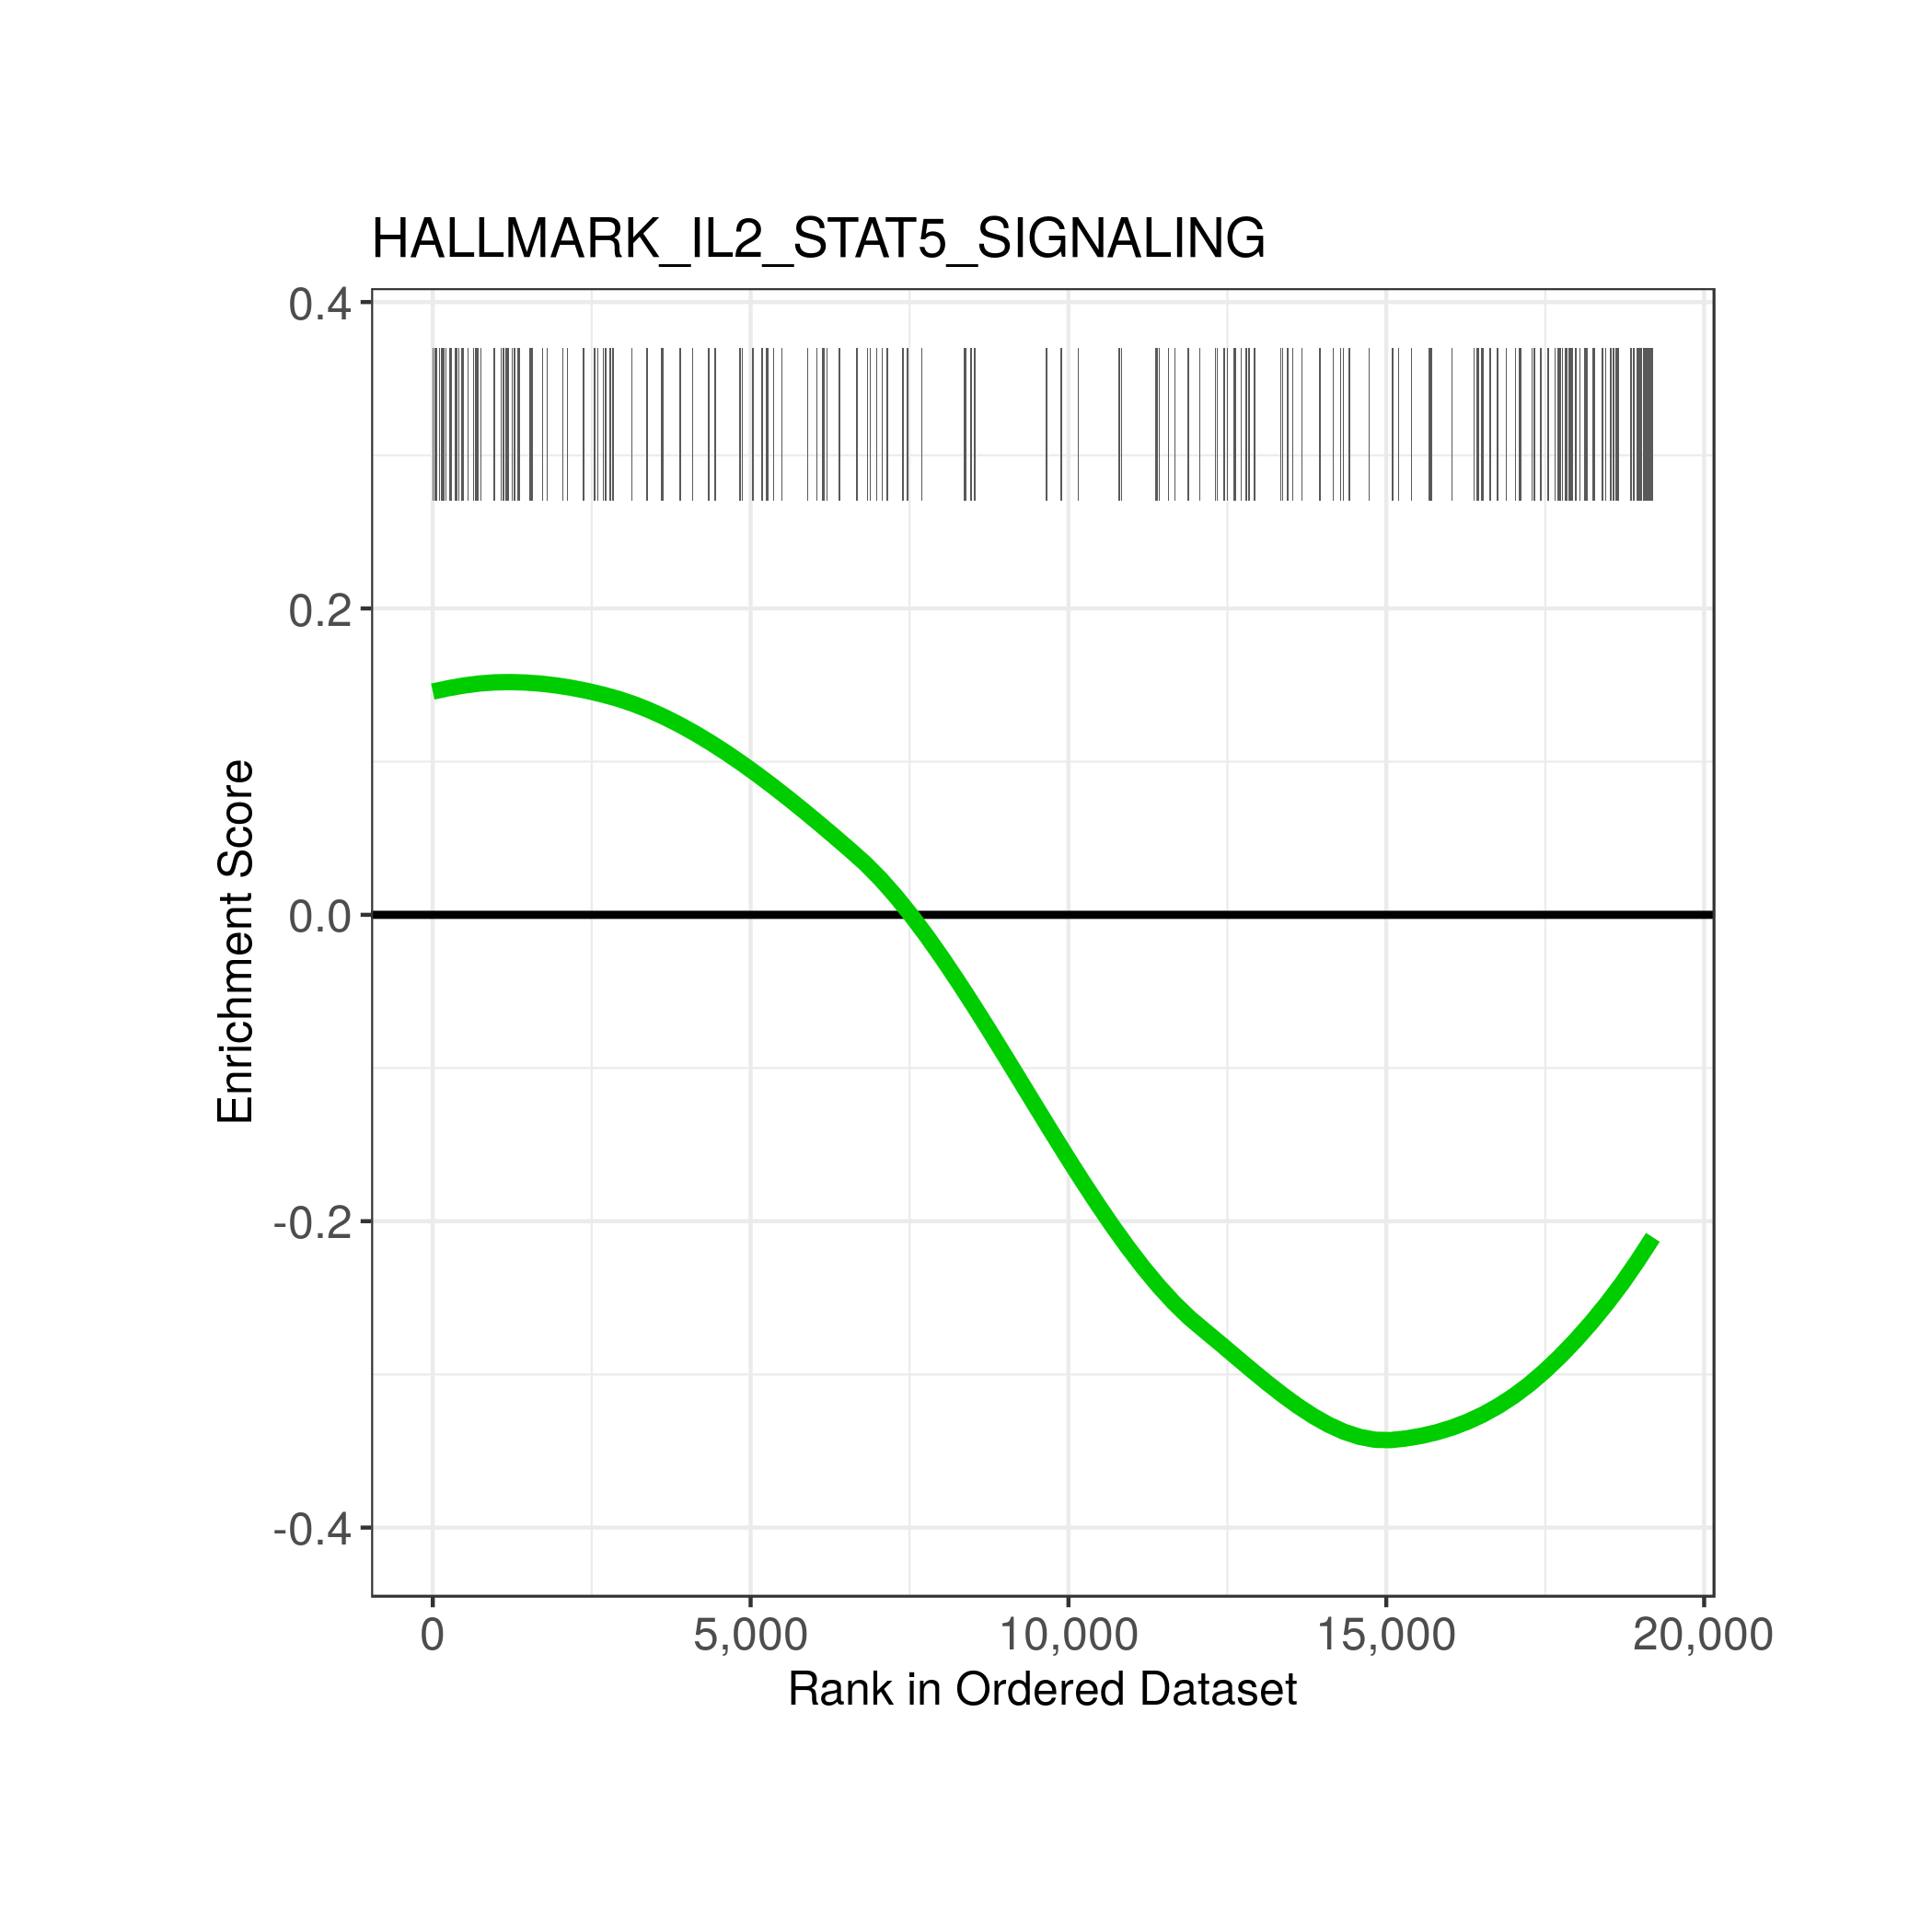 HALLMARK_IL2_STAT5_SIGNALING
0.4
0.2
0.0
-0.2
-0.4
Enrichment Score
0 5,000 10,000 15,000 20,000
Rank in Ordered Dataset